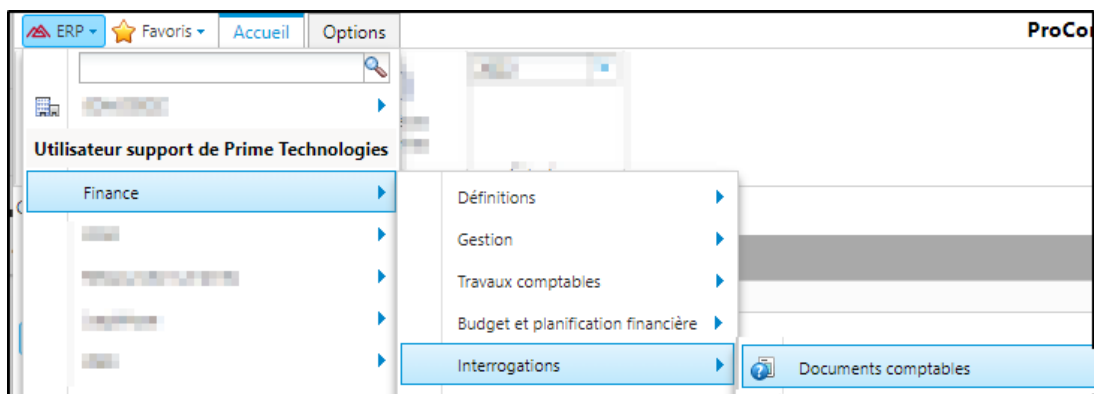 ERP Favoris Accueil Options ProCo
Utilisateur support de Prime Technologies
Finance
Définitions
Gestion
Travaux comptables
Budget et planification financière
Interrogations
Documents comptables